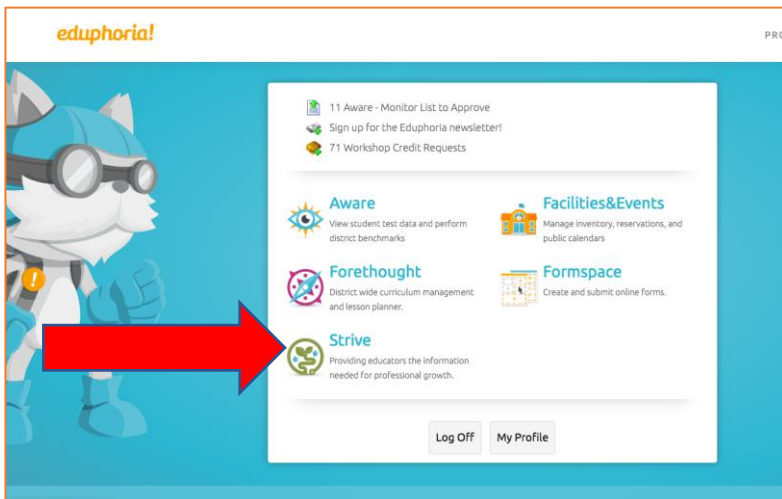 eduphoria!
11 Aware - Monitor List to Approve
Sign up for the Eduphoria newsletter!
71 Workshop Credit Requests
Aware
View student test data and perform
district benchmarks
Facilities&Events
Manage inventory, reservations, and
public calendars
Forethought
District wide curriculum management
and lesson planner.
Formspace
Create and submit online forms.
Strive
Providing educators the information
needed for professional growth.
Log Off
My Profile